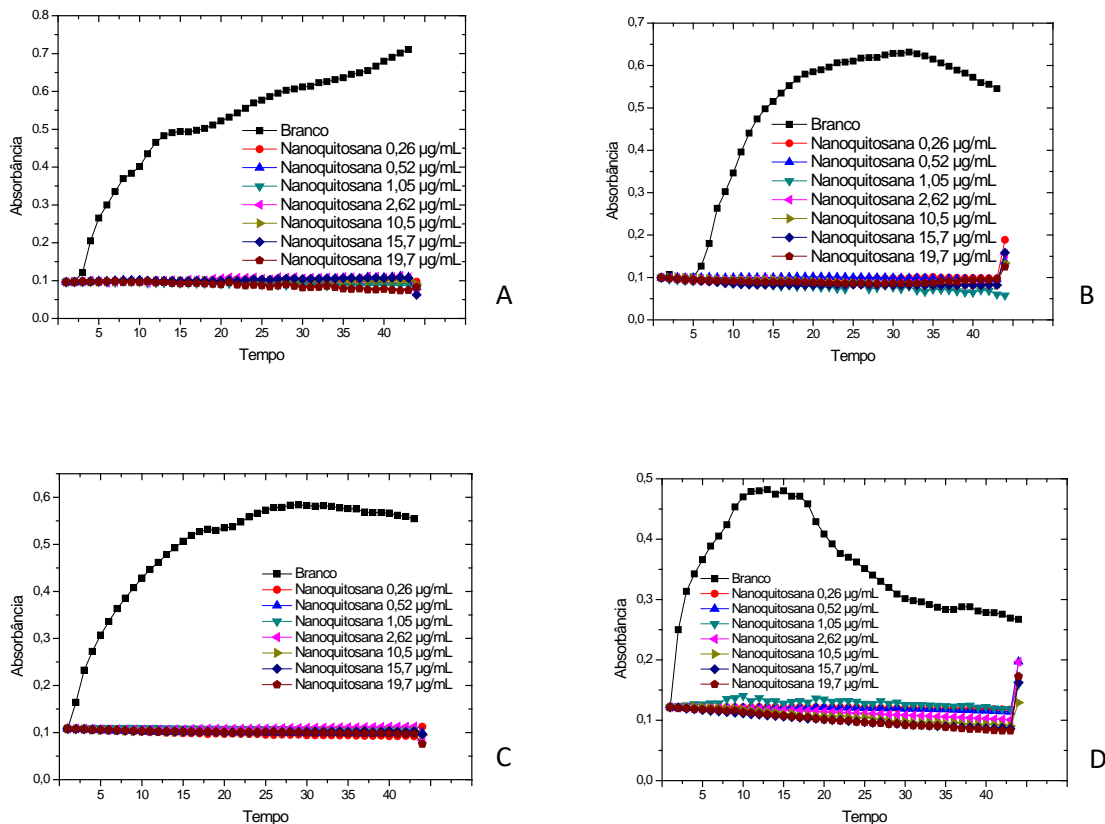 0.8
0.7
0.6
0.5
0.4
0.3
0.2
0.1
0.0
Absorbância
Branco
Nanoquitosana 0,26 µg/mL
Nanoquitosana 0,52 µg/mL
Nanoquitosana 1,05 µg/mL
Nanoquitosana 2,62 µg/mL
Nanoquitosana 10,5 µg/mL
Nanoquitosana 15,7 µg/mL
Nanoquitosana 19,7 µg/mL
5 10 15 20 25 30 35 40
Tempo
A
0,7
0,6
0,5
0,4
0,3
0,2
0,1
0,0
Absorbância
Branco
Nanoquitosana 0,26 µg/mL
Nanoquitosana 0,52 µg/mL
Nanoquitosana 1,05 µg/mL
Nanoquitosana 2,62 µg/mL
Nanoquitosana 10,5 µg/mL
Nanoquitosana 15,7 µg/mL
Nanoquitosana 19,7 µg/mL
5 10 15 20 25 30 35 40
Tempo
B
0,6
0,5
0,4
0,3
0,2
0,1
0,0
Absorbância
Branco
Nanoquitosana 0,26 µg/mL
Nanoquitosana 0,52 µg/mL
Nanoquitosana 1,05 µg/mL
Nanoquitosana 2,62 µg/mL
Nanoquitosana 10,5 µg/mL
Nanoquitosana 15,7 µg/mL
Nanoquitosana 19,7 µg/mL
5 10 15 20 25 30 35 40
Tempo
C
0,5
0,4
0,3
0,2
0,1
0,0
Absorbância
Branco
Nanoquitosana 0,26 µg/mL
Nanoquitosana 0,52 µg/mL
Nanoquitosana 1,05 µg/mL
Nanoquitosana 2,62 µg/mL
Nanoquitosana 10,5 µg/mL
Nanoquitosana 15,7 µg/mL
Nanoquitosana 19,7 µg/mL
5 10 15 20 25 30 35 40
Tempo
D